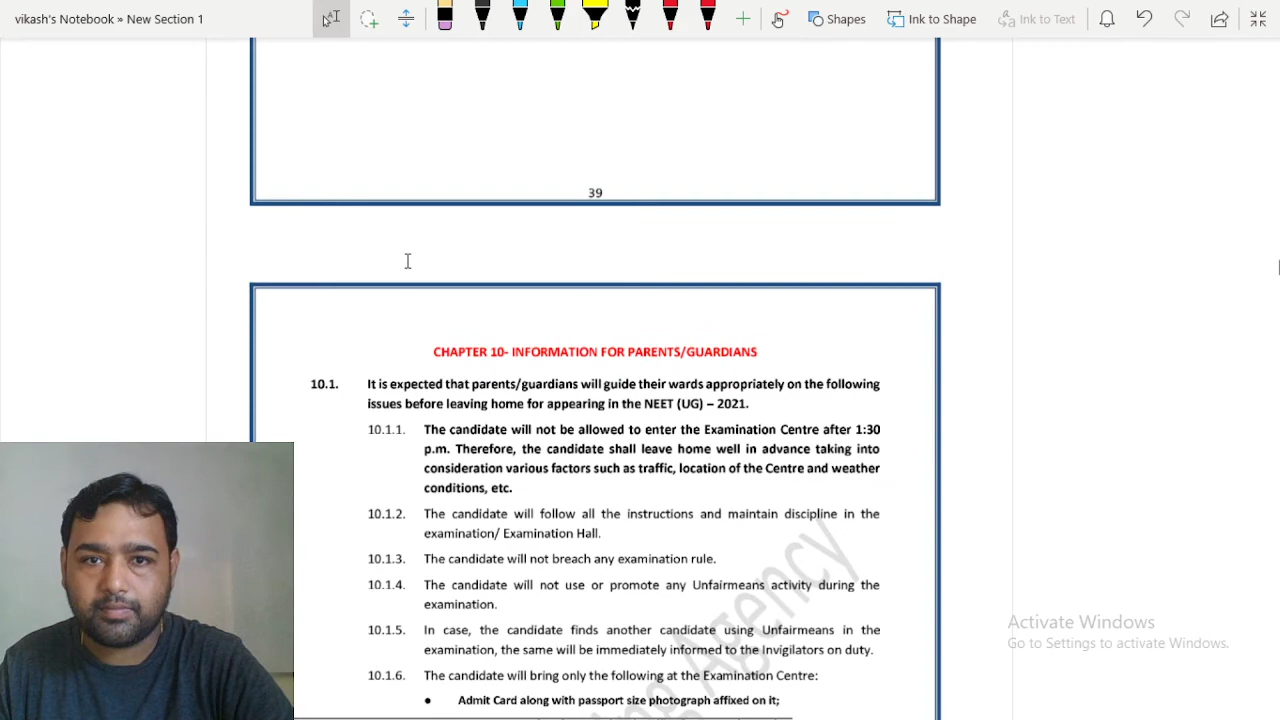 vikash's Notebook » New Section 1
Shapes
Ink to Shape
Ink to Text
39
CHAPTER 10- INFORMATION FOR PARENTS/GUARDIANS
10.1. It is expected that parents/guardians will guide their wards appropriately on the following
issues before leaving home for appearing in the NEET (UG) – 2021.
10.1.1. The candidate will not be allowed to enter the Examination Centre after 1:30
p.m. Therefore, the candidate shall leave home well in advance taking into
consideration various factors such as traffic, location of the Centre and weather
conditions, etc.
10.1.2. The candidate will follow all the instructions and maintain discipline in the
examination/ Examination Hall.
10.1.3. The candidate will not breach any examination rule.
10.1.4. The candidate will not use or promote any Unfairmeans activity during the
examination.
10.1.5. In case, the candidate finds another candidate using Unfairmeans in the
examination, the same will be immediately informed to the Invigilators on duty.
10.1.6. The candidate will bring only the following at the Examination Centre:
● Admit Card along with passport size photograph affixed on it;
Agency
Activate Windows
Go to Settings to activate Windows.